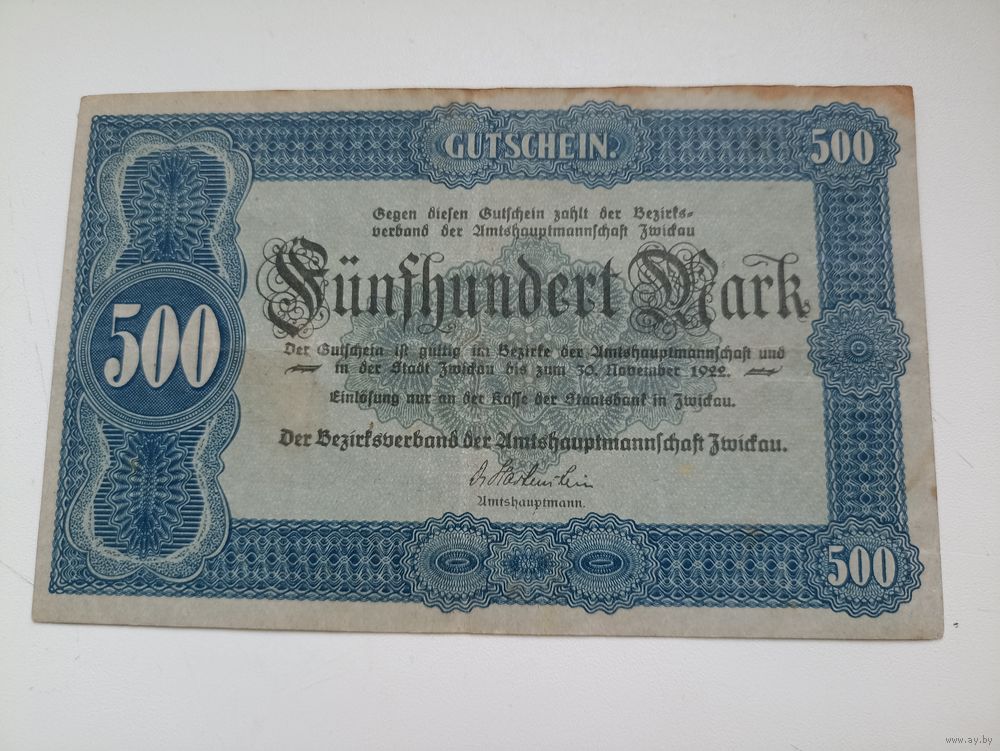 GUTSCHEIN.
500
Gegen diesen Gutschein zahlt der Bezirks-
verband der Amtshauptmannschaft Zwickau
Fünfhundert Mark
500
Der Gutschein ist gültig im Bezirke der Amtshauptmannschaft und
in der Stadt Zwickau bis zum 30. November 1922.
Einlösung nur an der Kasse der Staatsbank in Zwickau.
Der Bezirksverband der Amtshauptmannschaft Zwickau.
Dr Hartenstein
Amtshauptmann.
500
www.ay.by